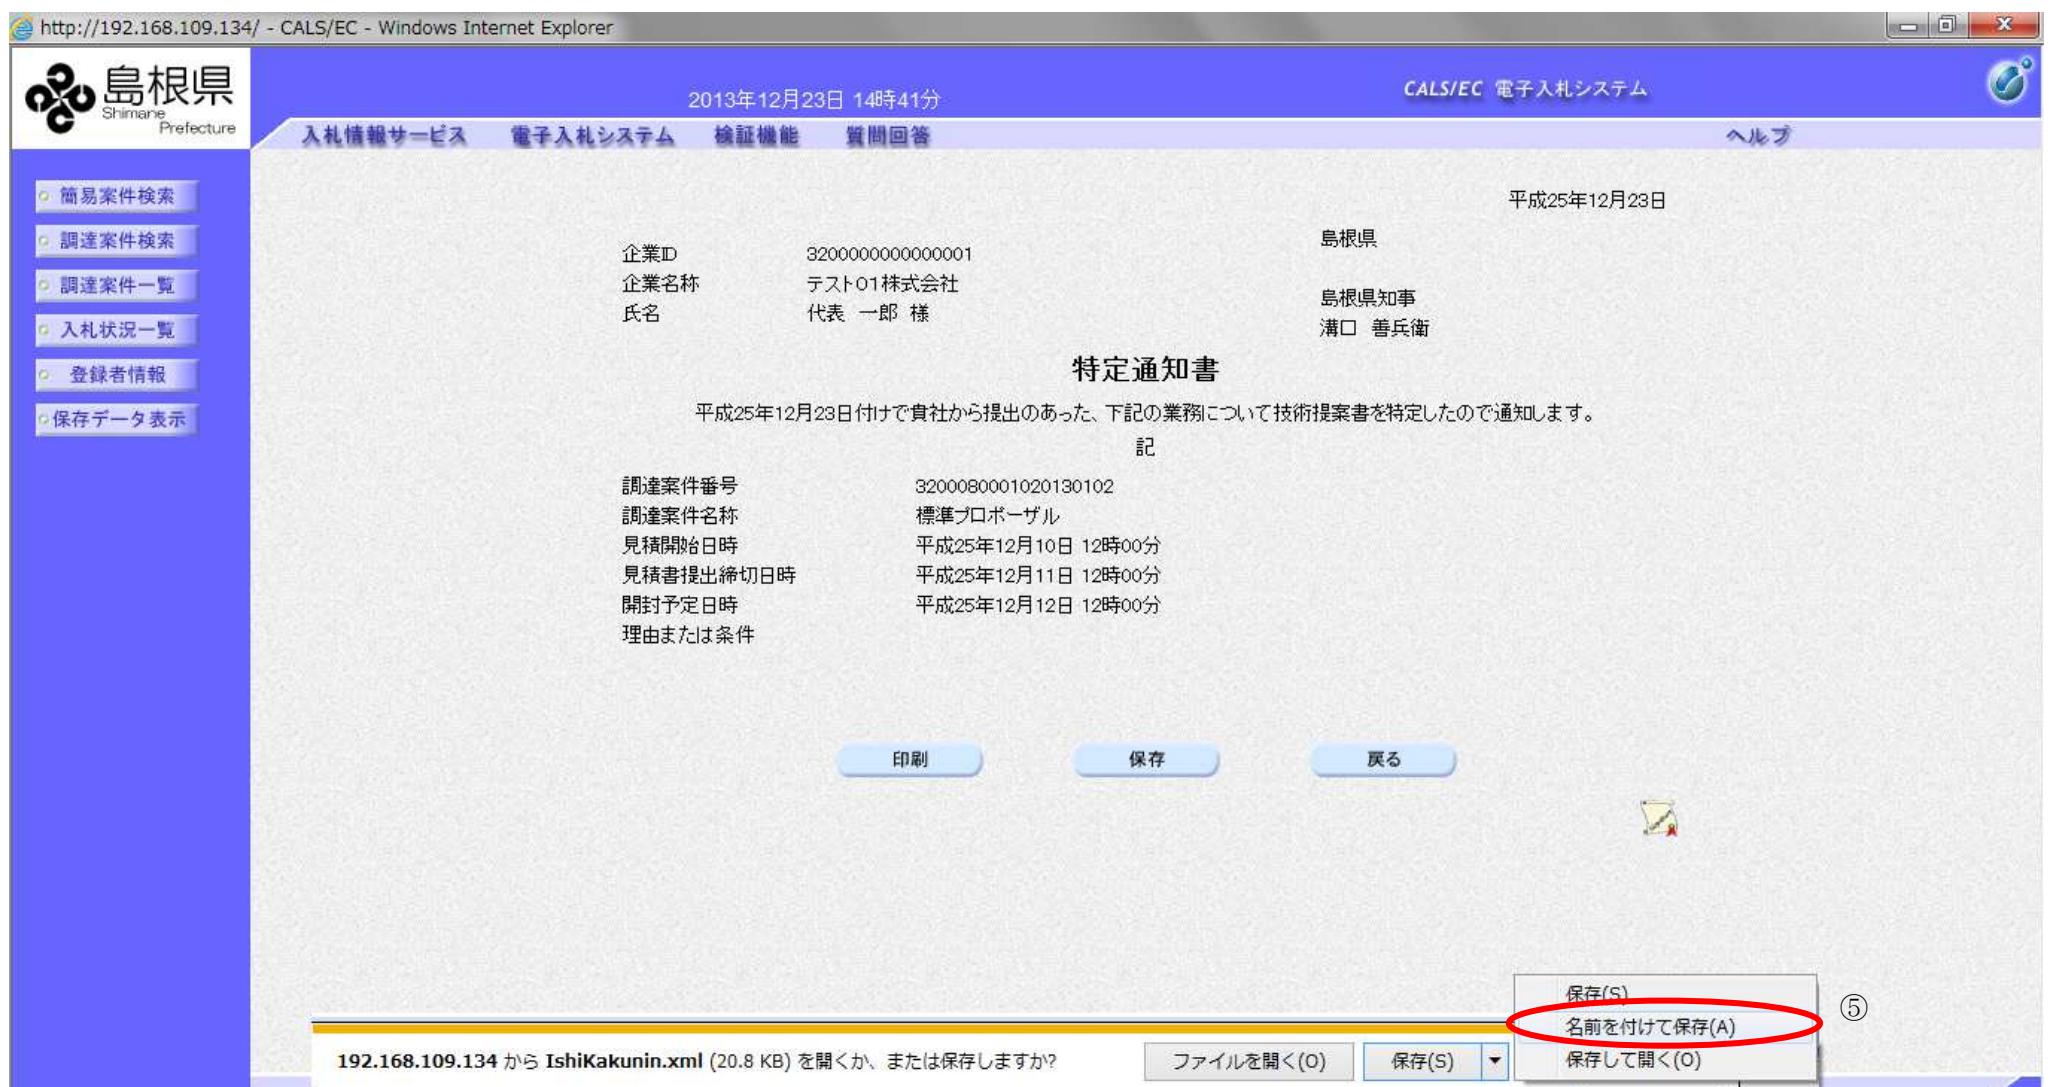 http://192.168.109.134/ - CALS/EC - Windows Internet Explorer
島根県
Shimane
Prefecture
2013年12月23日 14時41分
CALS/EC 電子入札システム
入札情報サービス 電子入札システム 検証機能 質問回答 ヘルプ
簡易案件検索
調達案件検索
調達案件一覧
入札状況一覧
登録者情報
保存データ表示
平成25年12月23日
企業ID 3200000000000001
企業名称 テスト01株式会社
氏名 代表 一郎 様
島根県
島根県知事
溝口 善兵衛
特定通知書
平成25年12月23日付けで貴社から提出のあった、下記の業務について技術提案書を特定したので通知します。
記
調達案件番号 3200080001020130102
調達案件名称 標準プロポーザル
見積開始日時 平成25年12月10日 12時00分
見積書提出締切日時 平成25年12月11日 12時00分
開封予定日時 平成25年12月12日 12時00分
理由または条件
印刷 保存 戻る
保存(S)
名前を付けて保存(A)
保存して開く(O)
⑤
192.168.109.134 から IshiKakunin.xml (20.8 KB) を開くか、または保存しますか?
ファイルを開く(O) 保存(S)